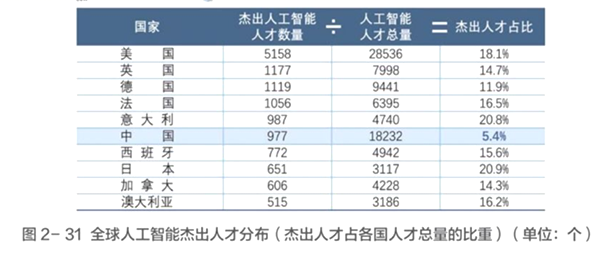 国家 杰出人工智能人才数量 ÷ 人工智能人才总量 = 杰出人才占比
美国 5158 28536 18.1%
英国 1177 7998 14.7%
德国 1119 9441 11.9%
法国 1056 6395 16.5%
意大利 987 4740 20.8%
中国 977 18232 5.4%
西班牙 772 4942 15.6%
日本 651 3117 20.9%
加拿大 606 4228 14.3%
澳大利亚 515 3186 16.2%
图 2- 31 全球人工智能杰出人才分布（杰出人才占各国人才总量的比重）（单位：个）